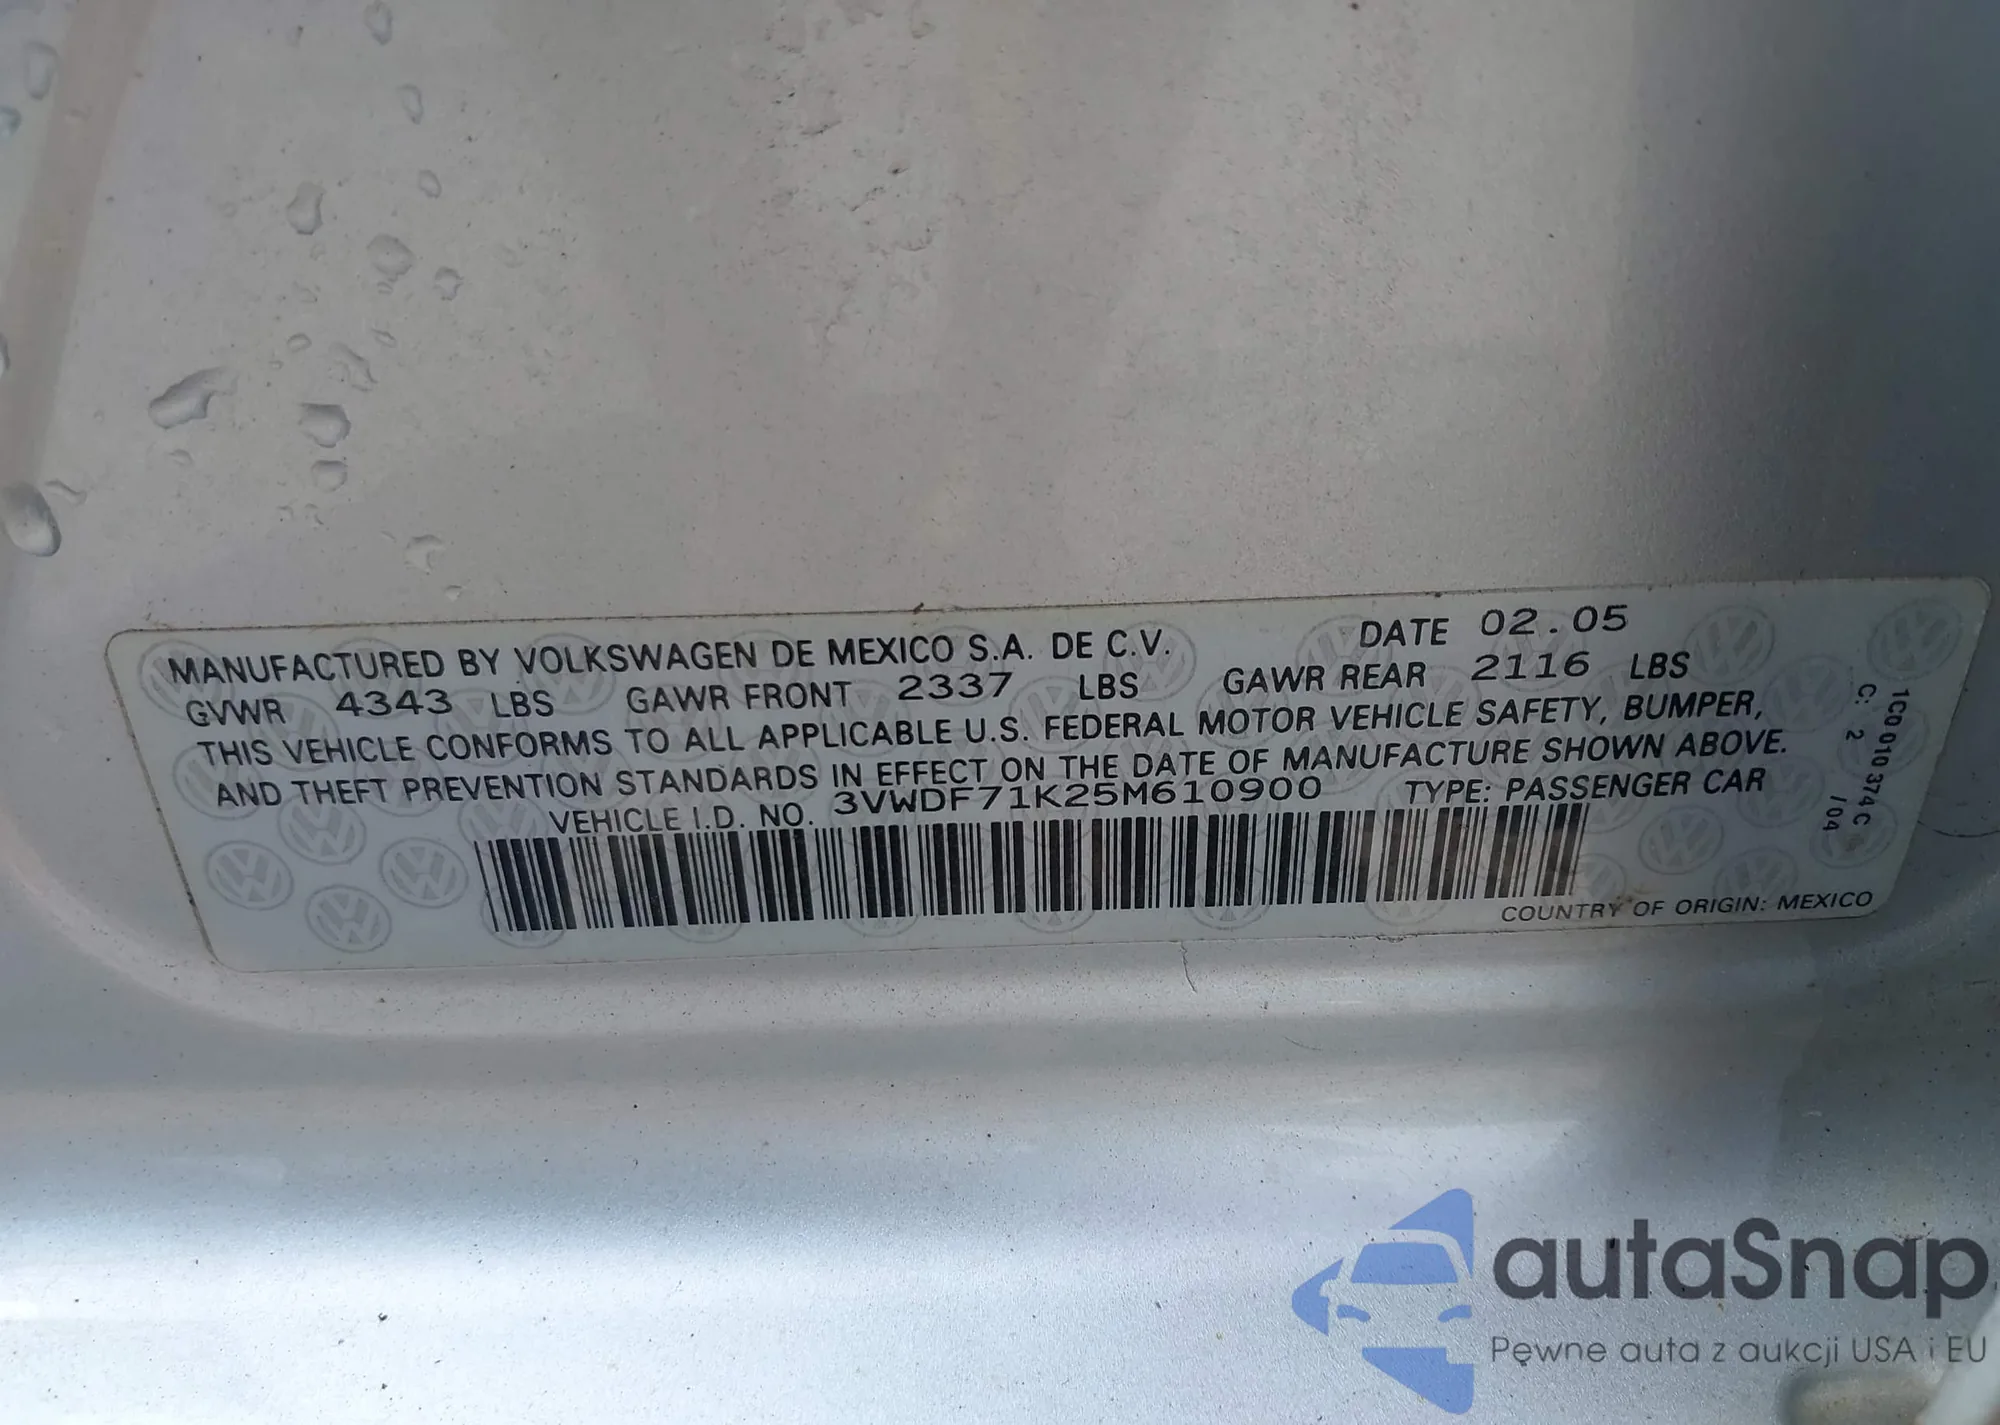 MANUFACTURED BY VOLKSWAGEN DE MEXICO S.A. DE C.V. DATE 02.05
GVWR 4343 LBS GAWR FRONT 2337 LBS GAWR REAR 2116 LBS
THIS VEHICLE CONFORMS TO ALL APPLICABLE U.S. FEDERAL MOTOR VEHICLE SAFETY, BUMPER,
AND THEFT PREVENTION STANDARDS IN EFFECT ON THE DATE OF MANUFACTURE SHOWN ABOVE.
VEHICLE I.D. NO. 3VWDF71K25M610900 TYPE: PASSENGER CAR
COUNTRY OF ORIGIN: MEXICO
1C0 010 374 C
C: 2 / 04
autaSnap
Pewne auta z aukcji USA i EU